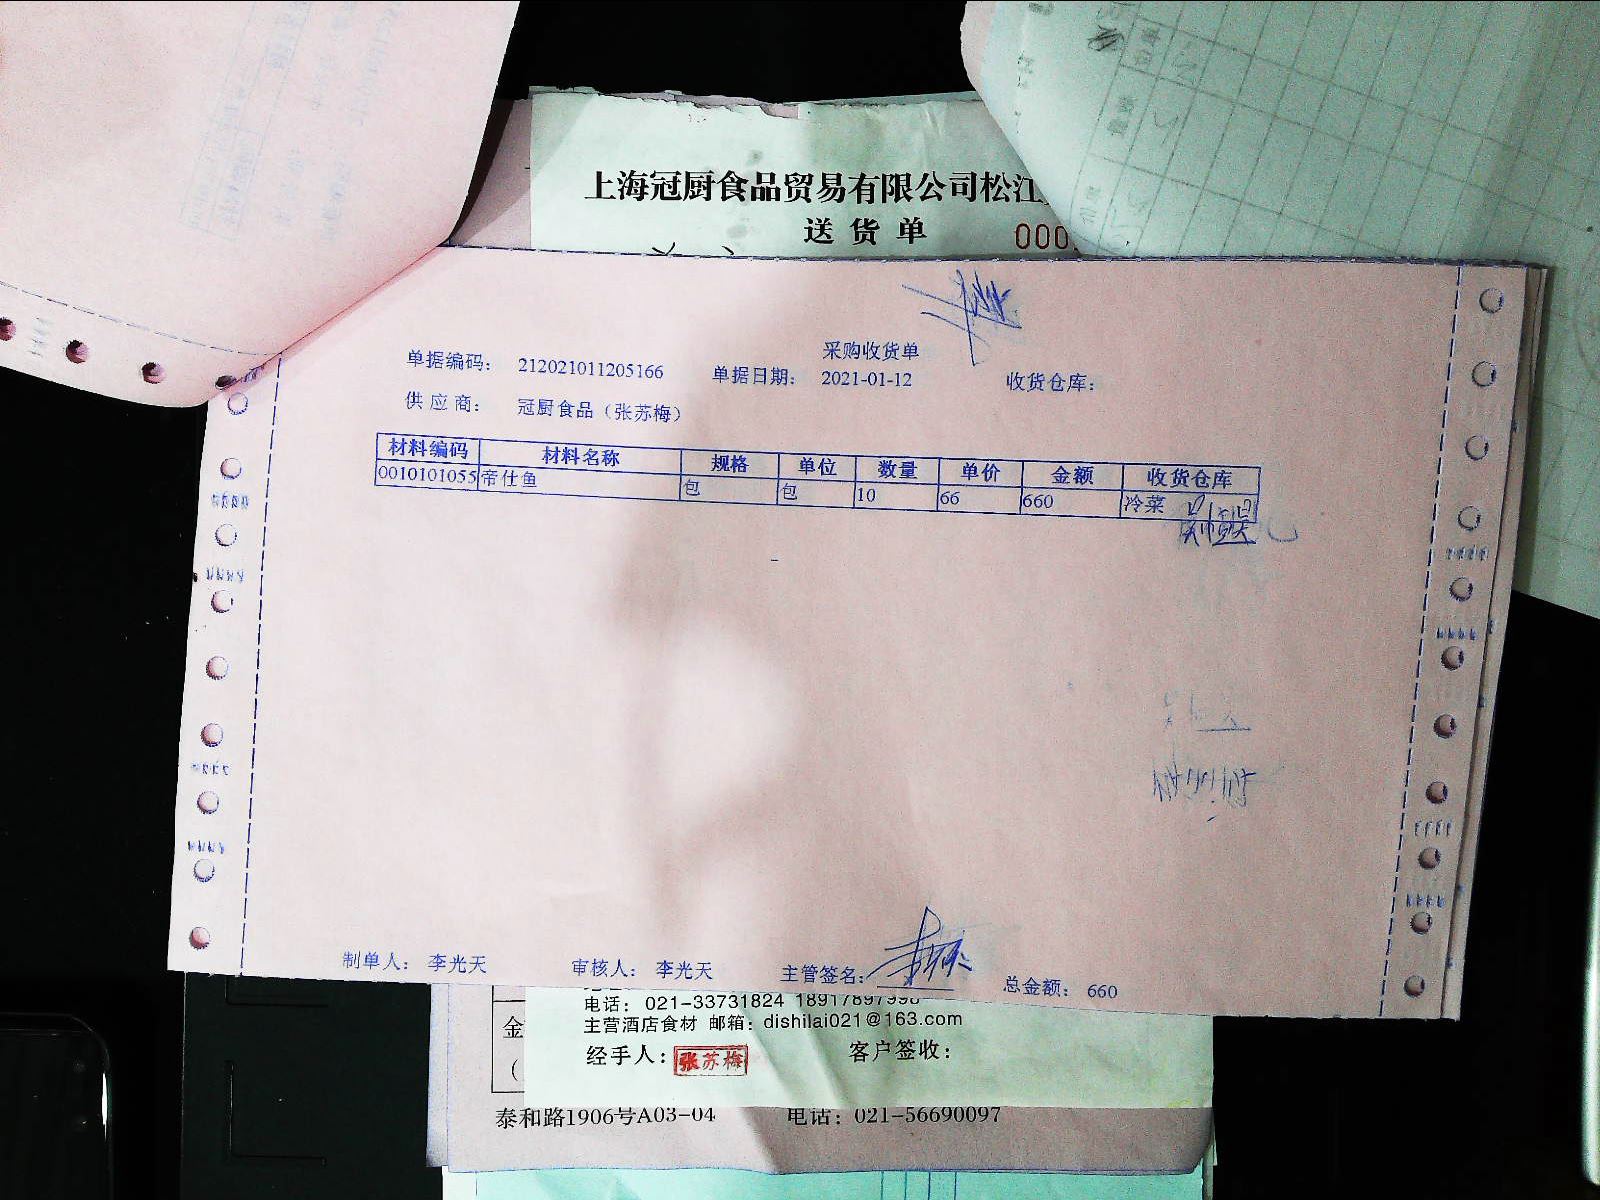 上海冠厨食品贸易有限公司松江
送货单
000
采购收货单
单据编码： 212021011205166 单据日期： 2021-01-12 收货仓库：
供应商： 冠厨食品（张苏梅）
材料编码 材料名称 规格 单位 数量 单价 金额 收货仓库
0010101055 帝仕鱼 包 包 10 66 660 冷菜
制单人： 李光天 审核人： 李光天 主管签名： 总金额： 660
电话： 021-33731824
主营酒店食材 邮箱：dishilai021@163.com
经手人：张苏梅 客户签收：
金
泰和路1906号A03-04 电话：021-56690097